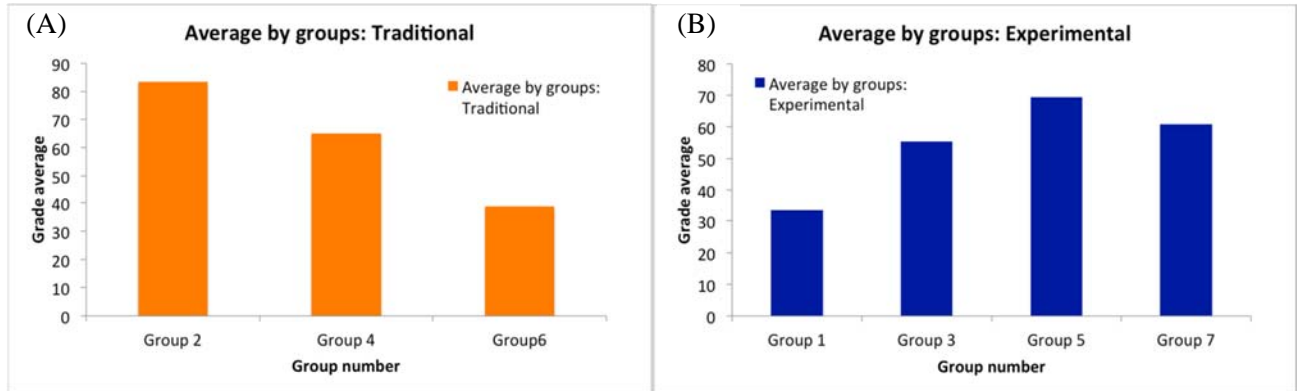 (A)
Average by groups: Traditional
90
80
70
60
50
40
30
20
10
0
Grade average
Average by groups:
Traditional
Group 2
Group 4
Group6
Group number
(B)
Average by groups: Experimental
80
70
60
50
40
30
20
10
0
Grade average
Average by groups:
Experimental
Group 1
Group 3
Group 5
Group 7
Group number